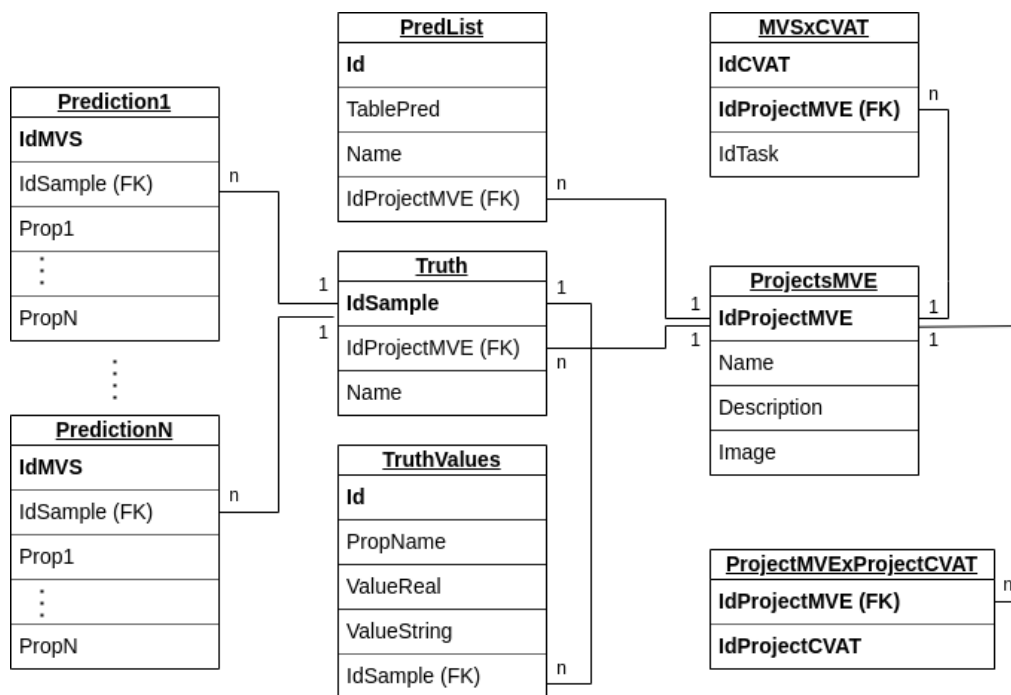 Prediction1
IdMVS
IdSample (FK)
n
Prop1
PropN
PredictionN
IdMVS
IdSample (FK)
n
Prop1
PropN
PredList
Id
TablePred
Name
IdProjectMVE (FK)
n
Truth
1
IdSample
1
1
IdProjectMVE (FK)
n
Name
TruthValues
Id
PropName
ValueReal
ValueString
IdSample (FK)
n
MVSxCVAT
IdCVAT
n
IdProjectMVE (FK)
IdTask
ProjectsMVE
1
IdProjectMVE
1
1
1
Name
Description
Image
ProjectMVExProjectCVAT
IdProjectMVE (FK)
n
IdProjectCVAT